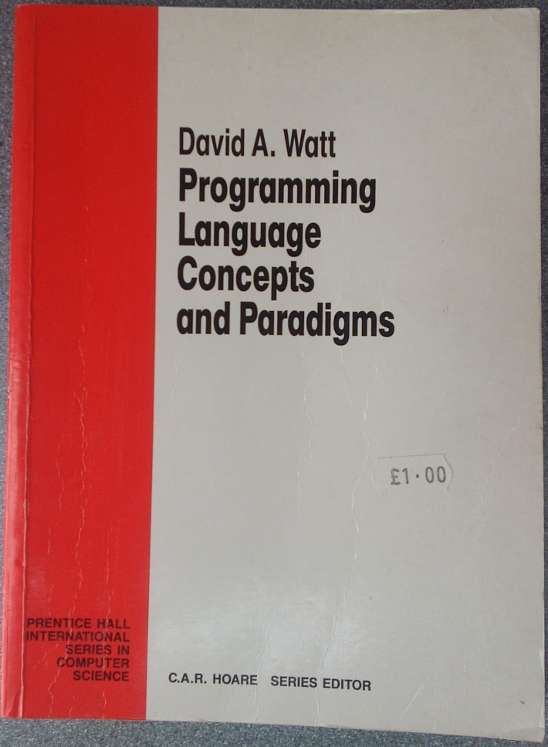 David A. Watt
Programming
Language
Concepts
and Paradigms
£1·00
PRENTICE HALL
INTERNATIONAL
SERIES IN
COMPUTER
SCIENCE
C.A.R. HOARE SERIES EDITOR